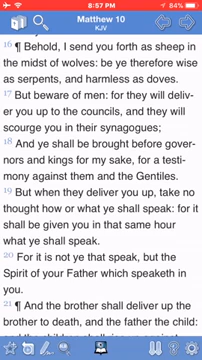 8:57 PM
84%
Matthew 10
KJV
16 ¶ Behold, I send you forth as sheep in
the midst of wolves: be ye therefore wise
as serpents, and harmless as doves.
17 But beware of men: for they will deliv-
er you up to the councils, and they will
scourge you in their synagogues;
18 And ye shall be brought before gover-
nors and kings for my sake, for a testi-
mony against them and the Gentiles.
19 But when they deliver you up, take no
thought how or what ye shall speak: for it
shall be given you in that same hour
what ye shall speak.
20 For it is not ye that speak, but the
Spirit of your Father which speaketh in
you.
21 ¶ And the brother shall deliver up the
brother to death, and the father the child: